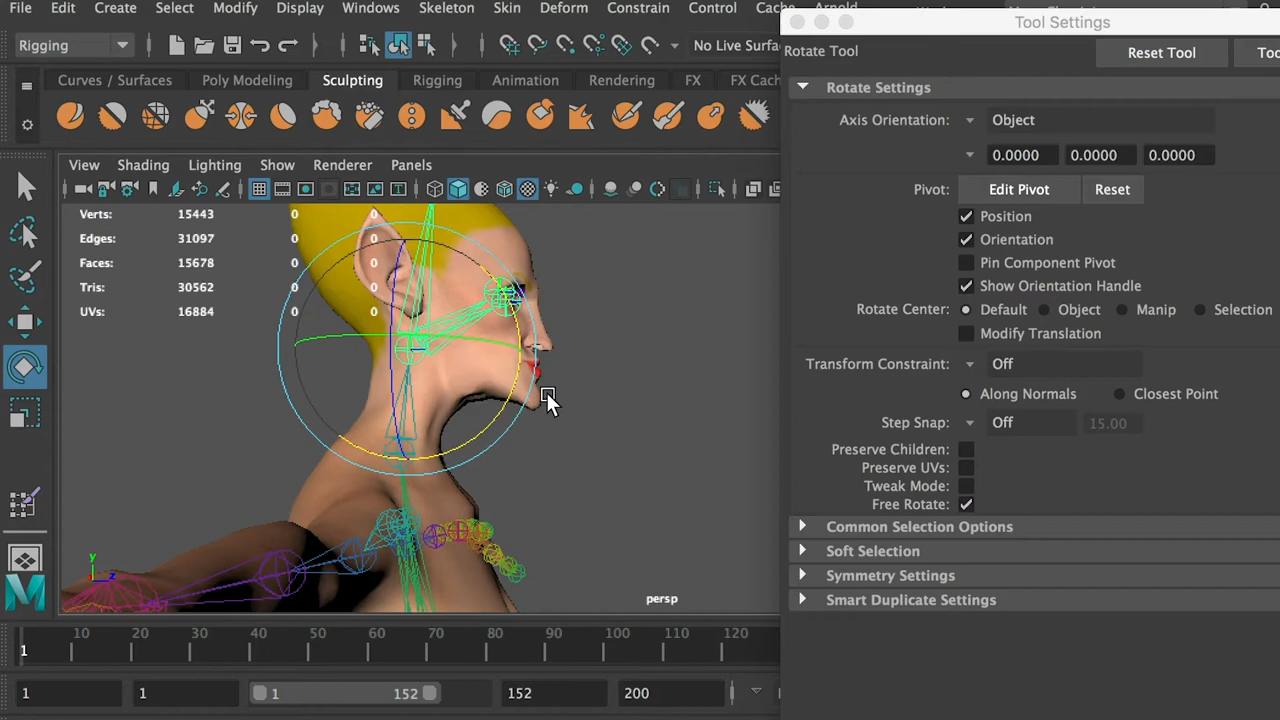 File Edit Create Select Modify Display Windows Skeleton Skin Deform Constrain Control Arnold
Tool Settings
Rigging
No Live Surfa
Rotate Tool
Reset Tool
Too
Curves / Surfaces Poly Modeling Sculpting Rigging Animation Rendering FX FX Cach
Rotate Settings
Axis Orientation: Object
0.0000 0.0000 0.0000
View Shading Lighting Show Renderer Panels
Pivot: Edit Pivot Reset
Position
Orientation
Pin Component Pivot
Show Orientation Handle
Rotate Center: Default Object Manip Selection
Modify Translation
Transform Constraint: Off
Along Normals Closest Point
Step Snap: Off 15.00
Preserve Children:
Preserve UVs:
Tweak Mode:
Free Rotate:
Common Selection Options
Soft Selection
Symmetry Settings
Smart Duplicate Settings
Verts: 15443 0 0
Edges: 31097 0 0
Faces: 15678 0 0
Tris: 30562 0 0
UVs: 16884 0 0
y
z
persp
10 20 30 40 50 60 70 80 90 100 110 120
1
1 1 1 152 152 200